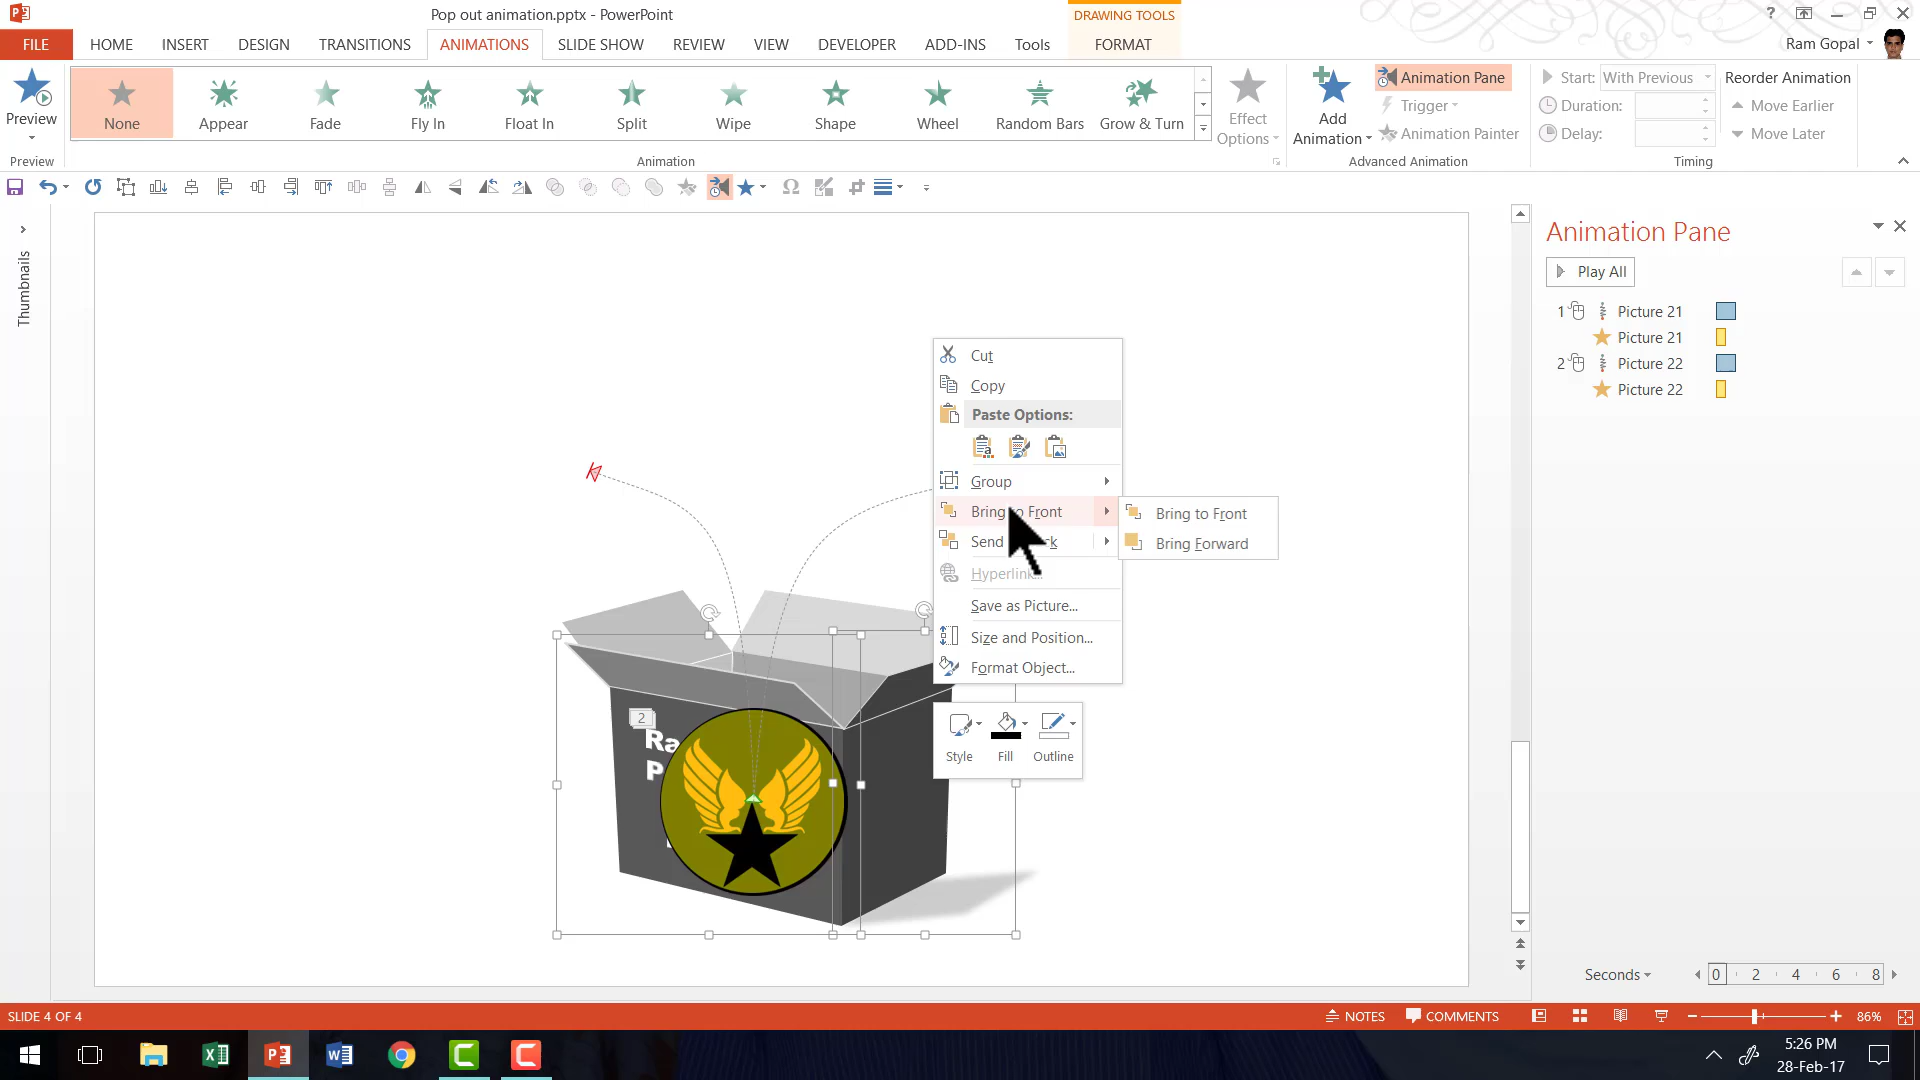 Pop out animation.pptx - PowerPoint
DRAWING TOOLS
?
FILE
HOME
INSERT
DESIGN
TRANSITIONS
ANIMATIONS
SLIDE SHOW
REVIEW
VIEW
DEVELOPER
ADD-INS
Tools
FORMAT
Ram Gopal
Preview
None
Appear
Fade
Fly In
Float In
Split
Wipe
Shape
Wheel
Random Bars
Grow & Turn
Effect
Options
Add
Animation
Animation Pane
Trigger
Animation Painter
Start: With Previous
Duration:
Delay:
Reorder Animation
Move Earlier
Move Later
Preview
Animation
Advanced Animation
Timing
Thumbnails
Animation Pane
Play All
1 Picture 21
Picture 21
2 Picture 22
Picture 22
Cut
Copy
Paste Options:
Group
Bring to Front
Send
Hyperlink...
Save as Picture...
Size and Position...
Format Object...
Bring to Front
Bring Forward
Style
Fill
Outline
2
Ra
P
Seconds
0 2 4 6 8
SLIDE 4 OF 4
NOTES
COMMENTS
86%
5:26 PM
28-Feb-17